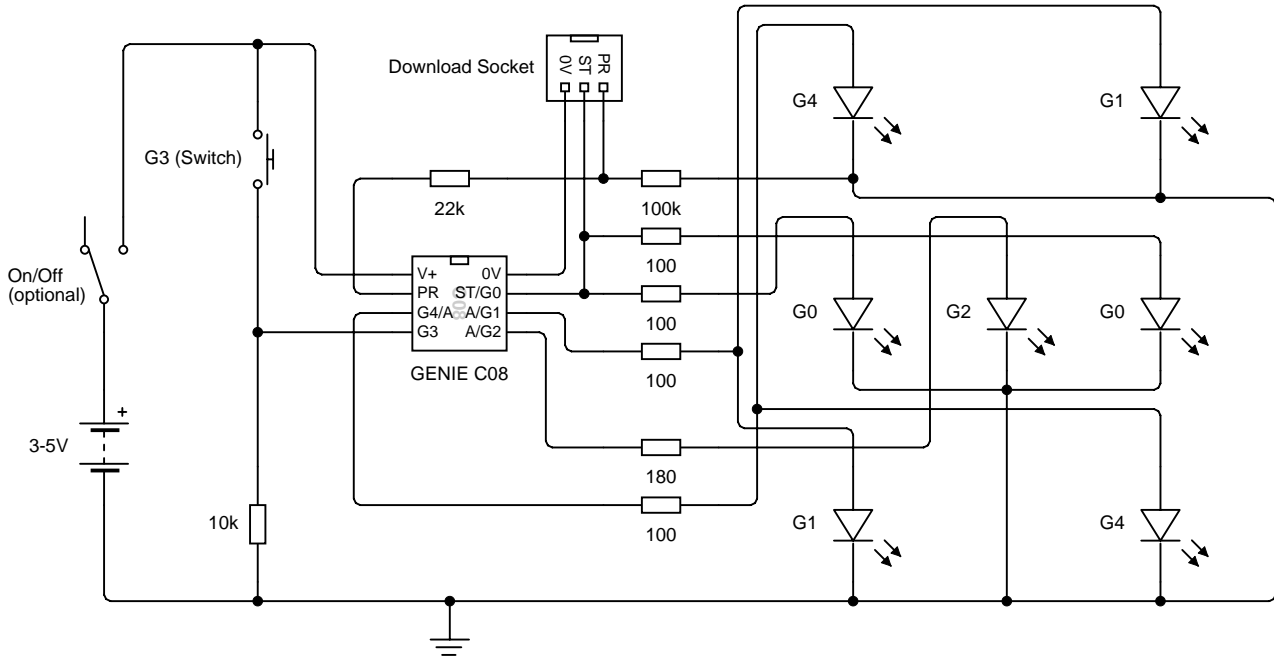 Download Socket
0V
ST
PR
G4
G1
G3 (Switch)
22k
100k
On/Off
(optional)
100
V+
0V
PR
ST/G0
G4/A
A/G1
G3
A/G2
C08
GENIE C08
100
G0
G2
G0
100
+
3-5V
180
10k
100
G1
G4